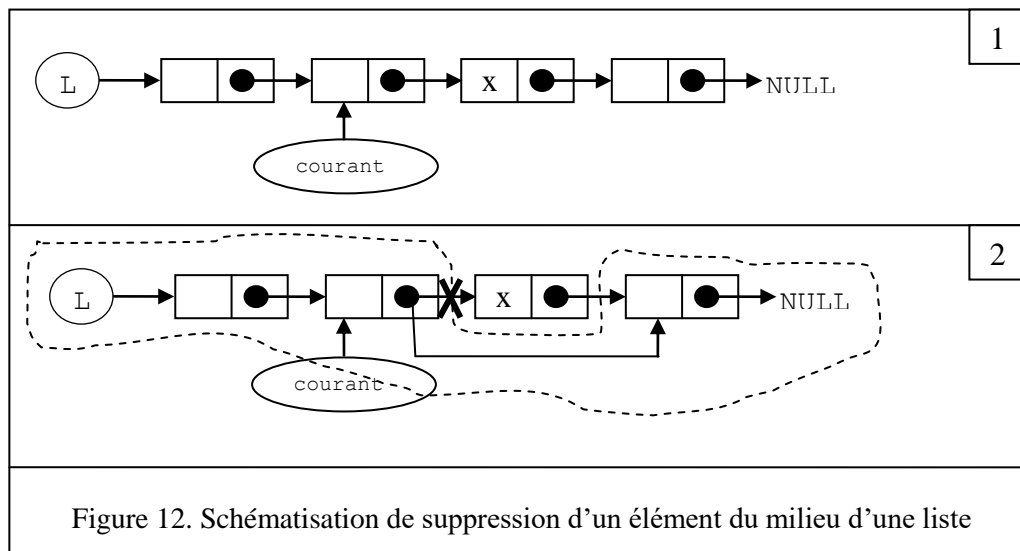 1
L x NULL
courant
2
L x NULL
courant
Figure 12. Schématisation de suppression d'un élément du milieu d'une liste